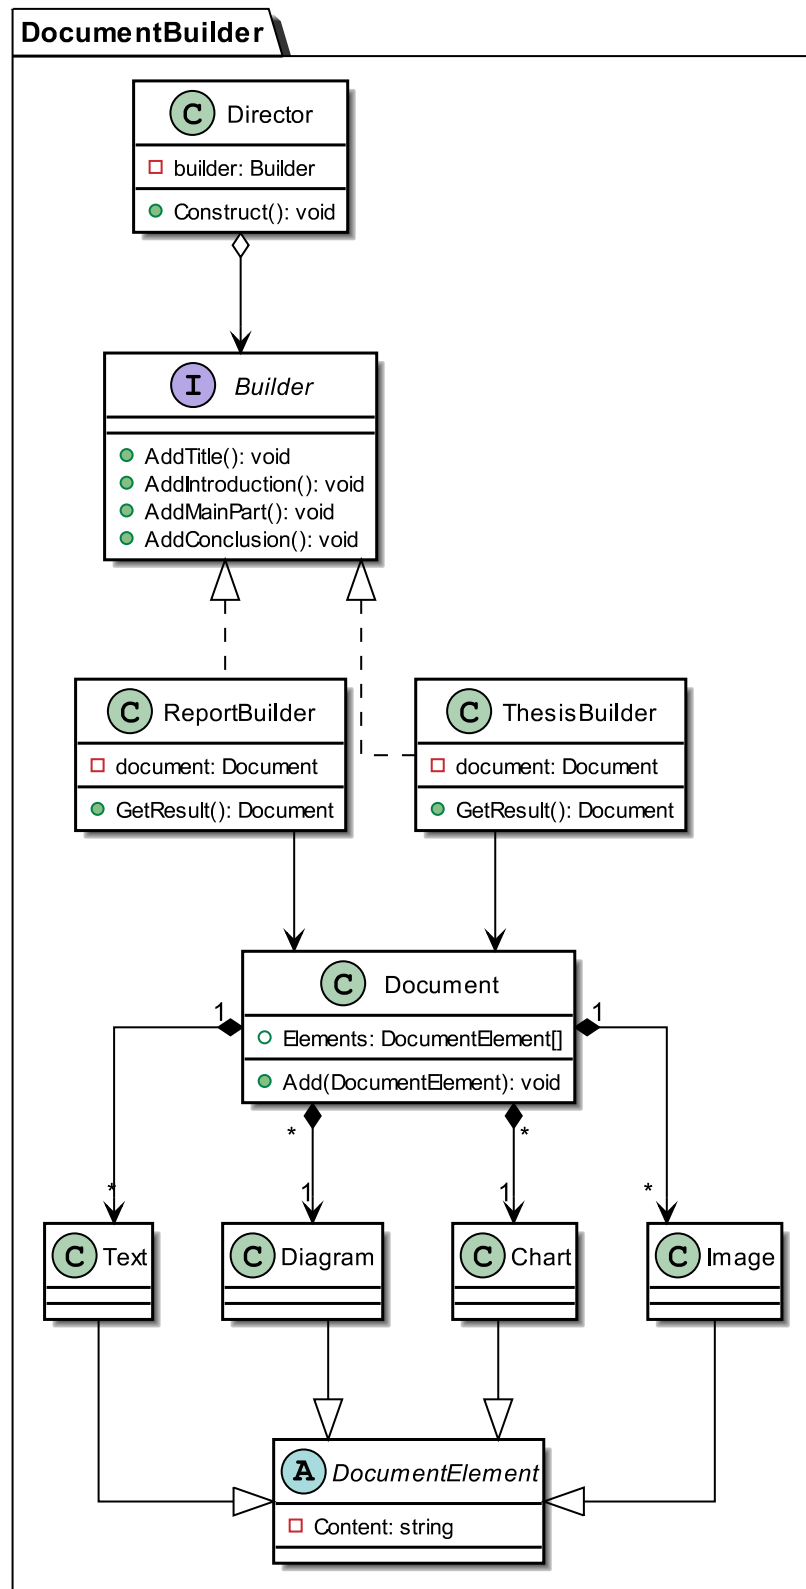 DocumentBuilder
C Director
builder: Builder
Construct(): void
I Builder
AddTitle(): void
AddIntroduction(): void
AddMainPart(): void
AddConclusion(): void
C ReportBuilder
document: Document
GetResult(): Document
C ThesisBuilder
document: Document
GetResult(): Document
C Document
Elements: DocumentElement[]
Add(DocumentElement): void
1
1
*
*
*
1
1
*
C Text
C Diagram
C Chart
C Image
A DocumentElement
Content: string